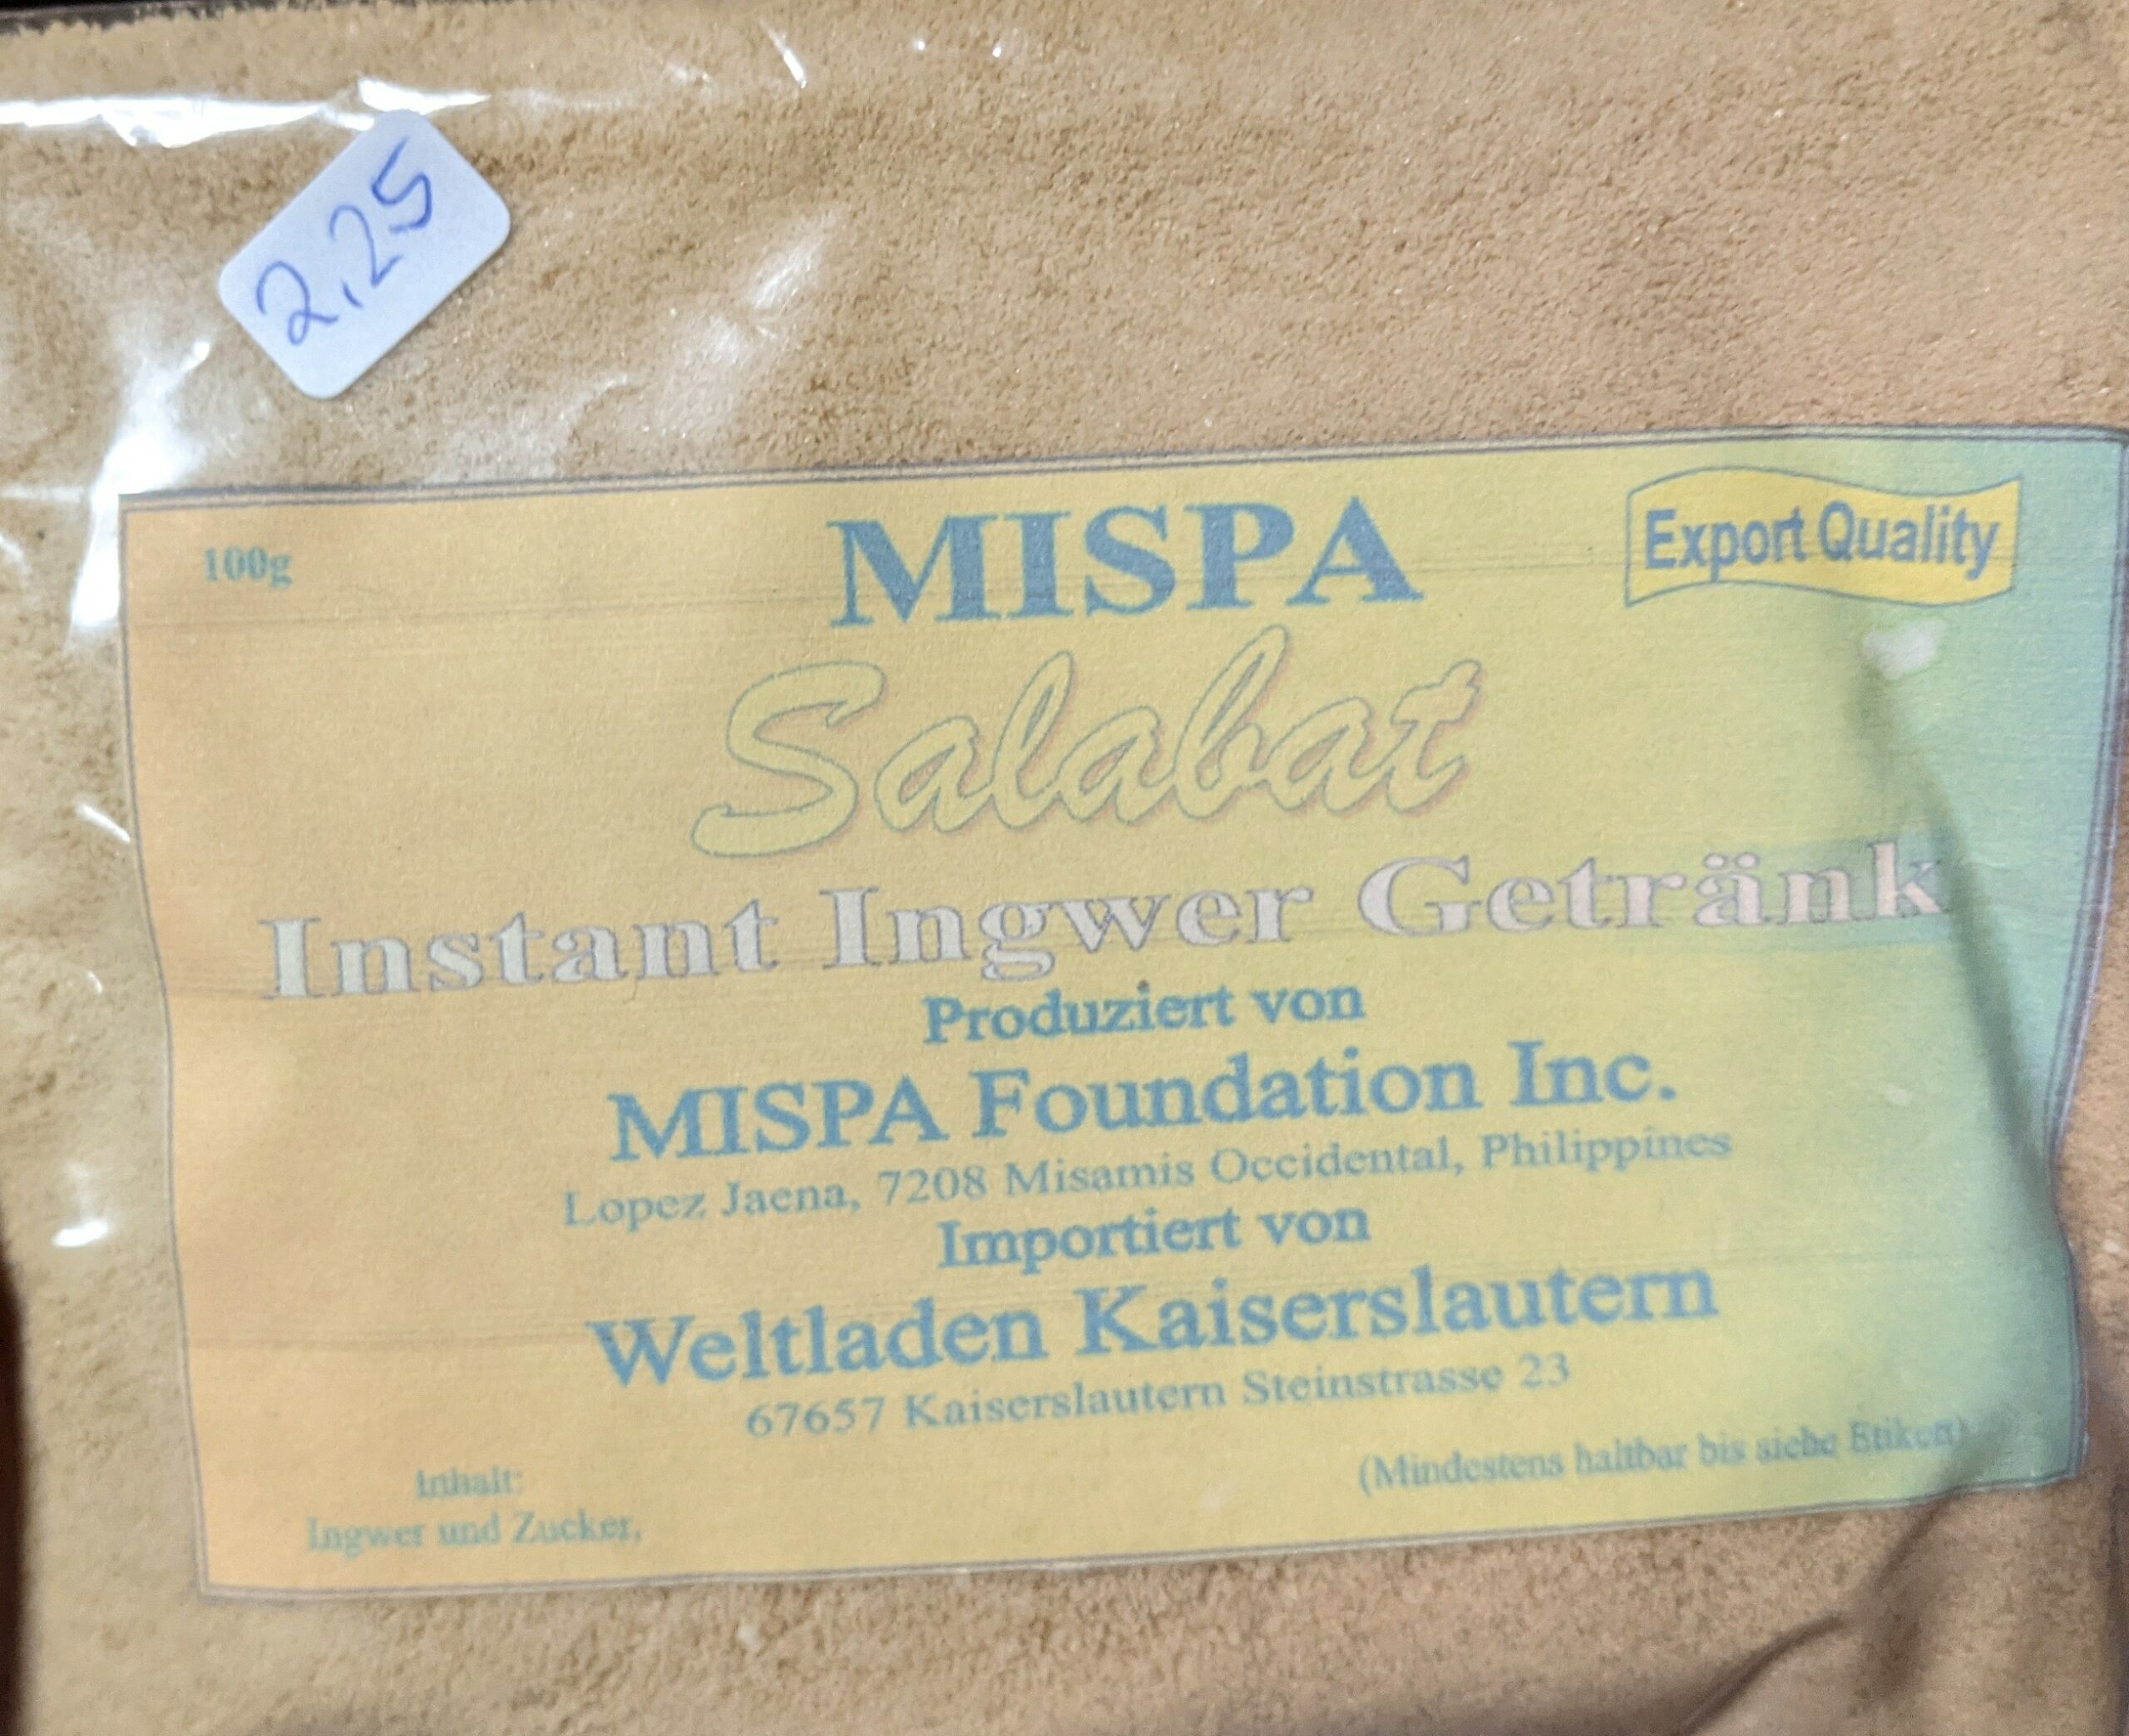 2,25
100g
MISPA
Export Quality
Salabat
Instant Ingwer Getränk
Produziert von
MISPA Foundation Inc.
Lopez Jaena, 7208 Misamis Occidental, Philippines
Importiert von
Weltladen Kaiserslautern
67657 Kaiserslautern Steinstrasse 23
(Mindestens haltbar bis siehe Etikett)
Inhalt:
Ingwer und Zucker,